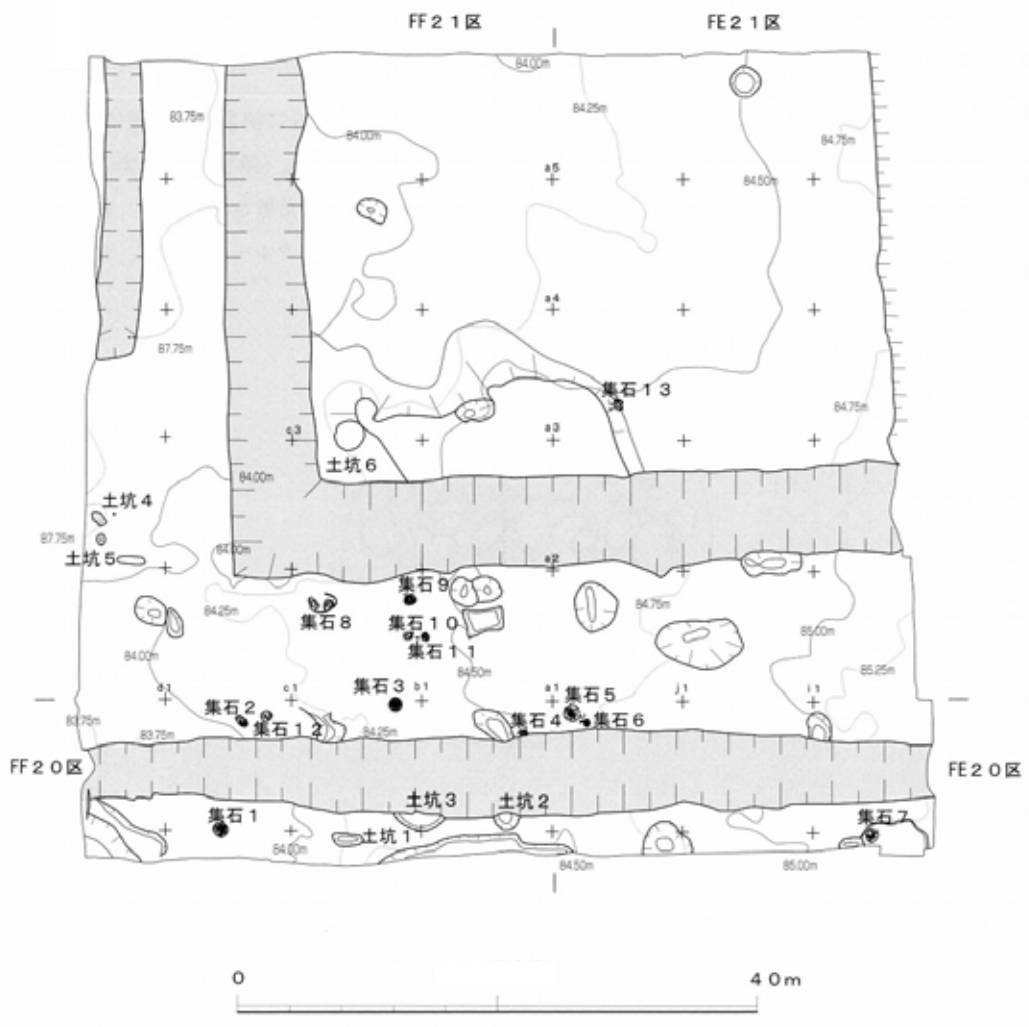 FF21区
FE21区
84.00m
84.25m
83.75m
84.00m
84.75m
a5
84.50m
a4
87.75m
集石13
84.75m
c3
a3
土坑6
84.00m
土坑4
87.75m
84.00m
土坑5
a2
集石9
84.25m
84.75m
集石8
集石10
85.00m
集石11
84.00m
84.50m
85.25m
集石3
d1
c1
b1
a1
集石5
j1
i1
集石2
83.75m
集石12
84.25m
集石4
集石6
83.75m
FF20区
FE20区
土坑3
土坑2
集石1
集石7
土坑1
84.00m
84.50m
85.00m
0
40m